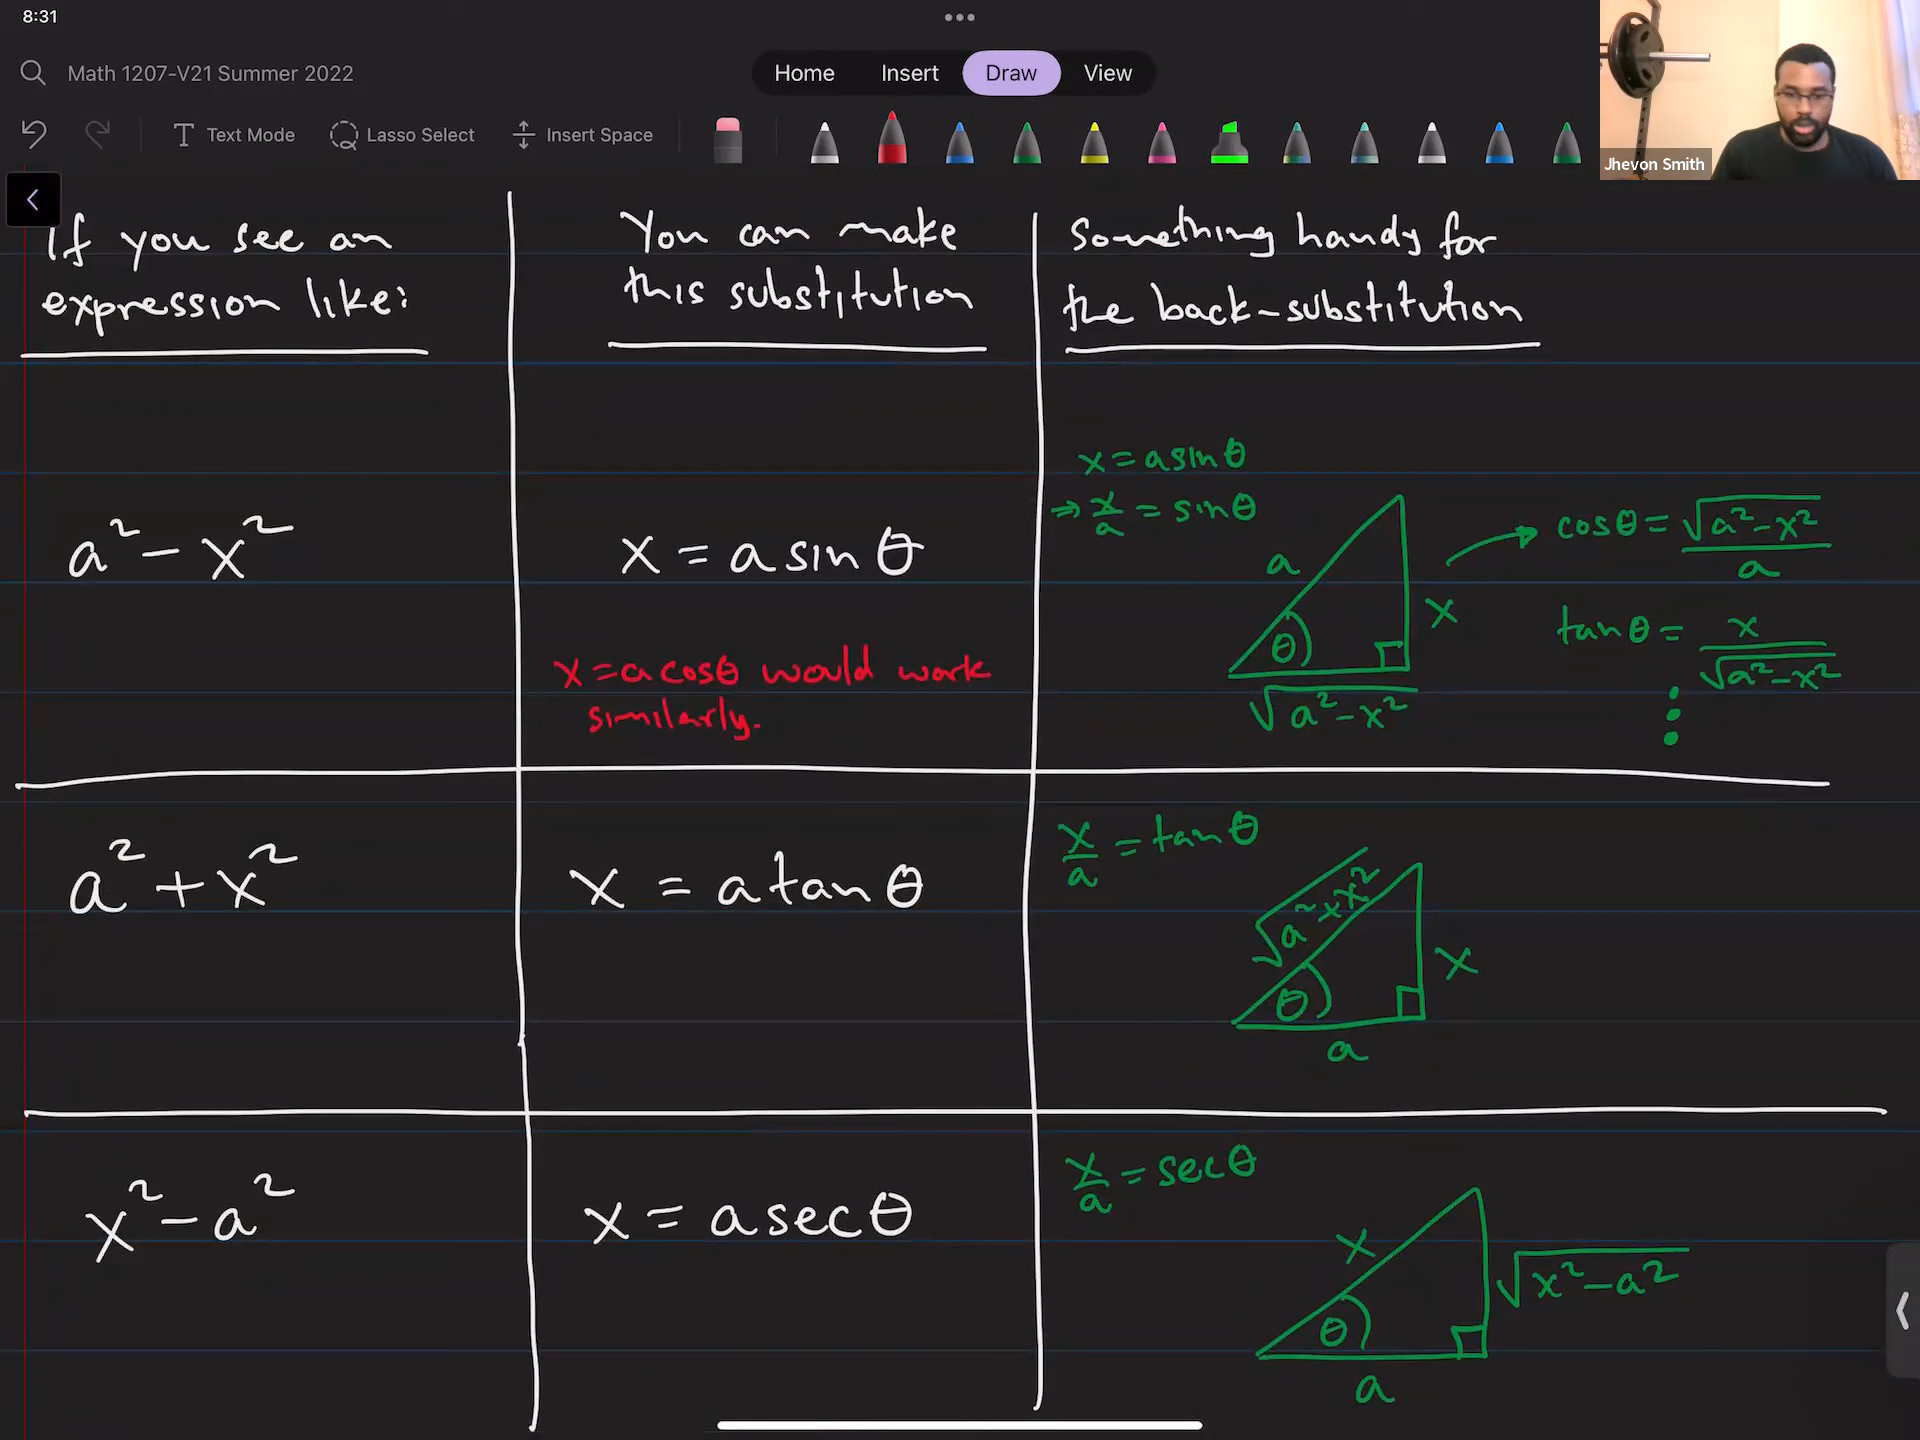 8:31
Math 1207-V21 Summer 2022
Home Insert Draw View
Text Mode Lasso Select Insert Space
Jhevon Smith
If you see an
expression like:
You can make
this substitution
Something handy for
the back-substitution
a² - x²
x = a sin θ
x = a cos θ would work
similarly.
x = a sin θ
⇒ x/a = sin θ
a
θ
x
√(a² - x²)
cos θ = √(a² - x²)/a
tan θ = x/√(a² - x²)
⋮
a² + x²
x = a tan θ
x/a = tan θ
√(a² + x²)
θ
x
a
x² - a²
x = a sec θ
x/a = sec θ
x
θ
√(x² - a²)
a